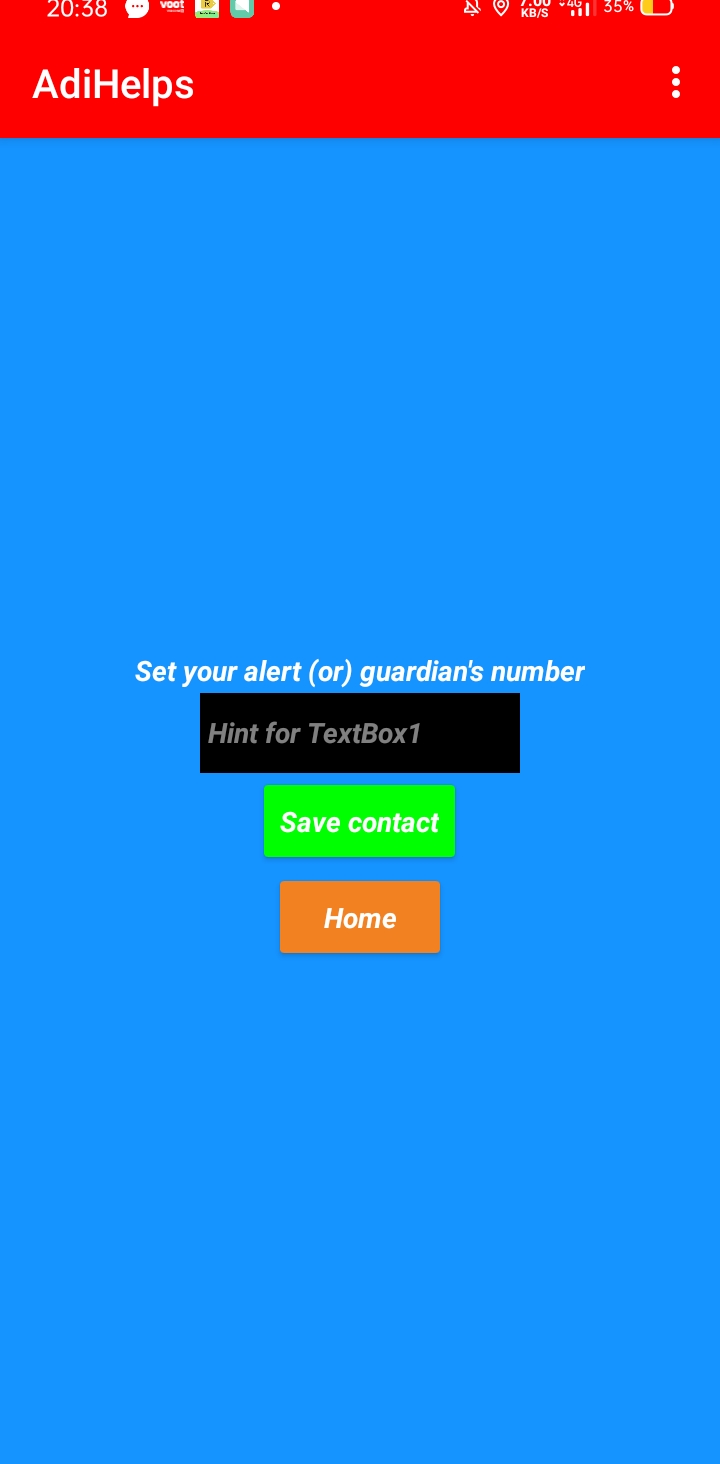 20:38
voot
7.00
KB/S
4G
35%
AdiHelps
Set your alert (or) guardian's number
Hint for TextBox1
Save contact
Home